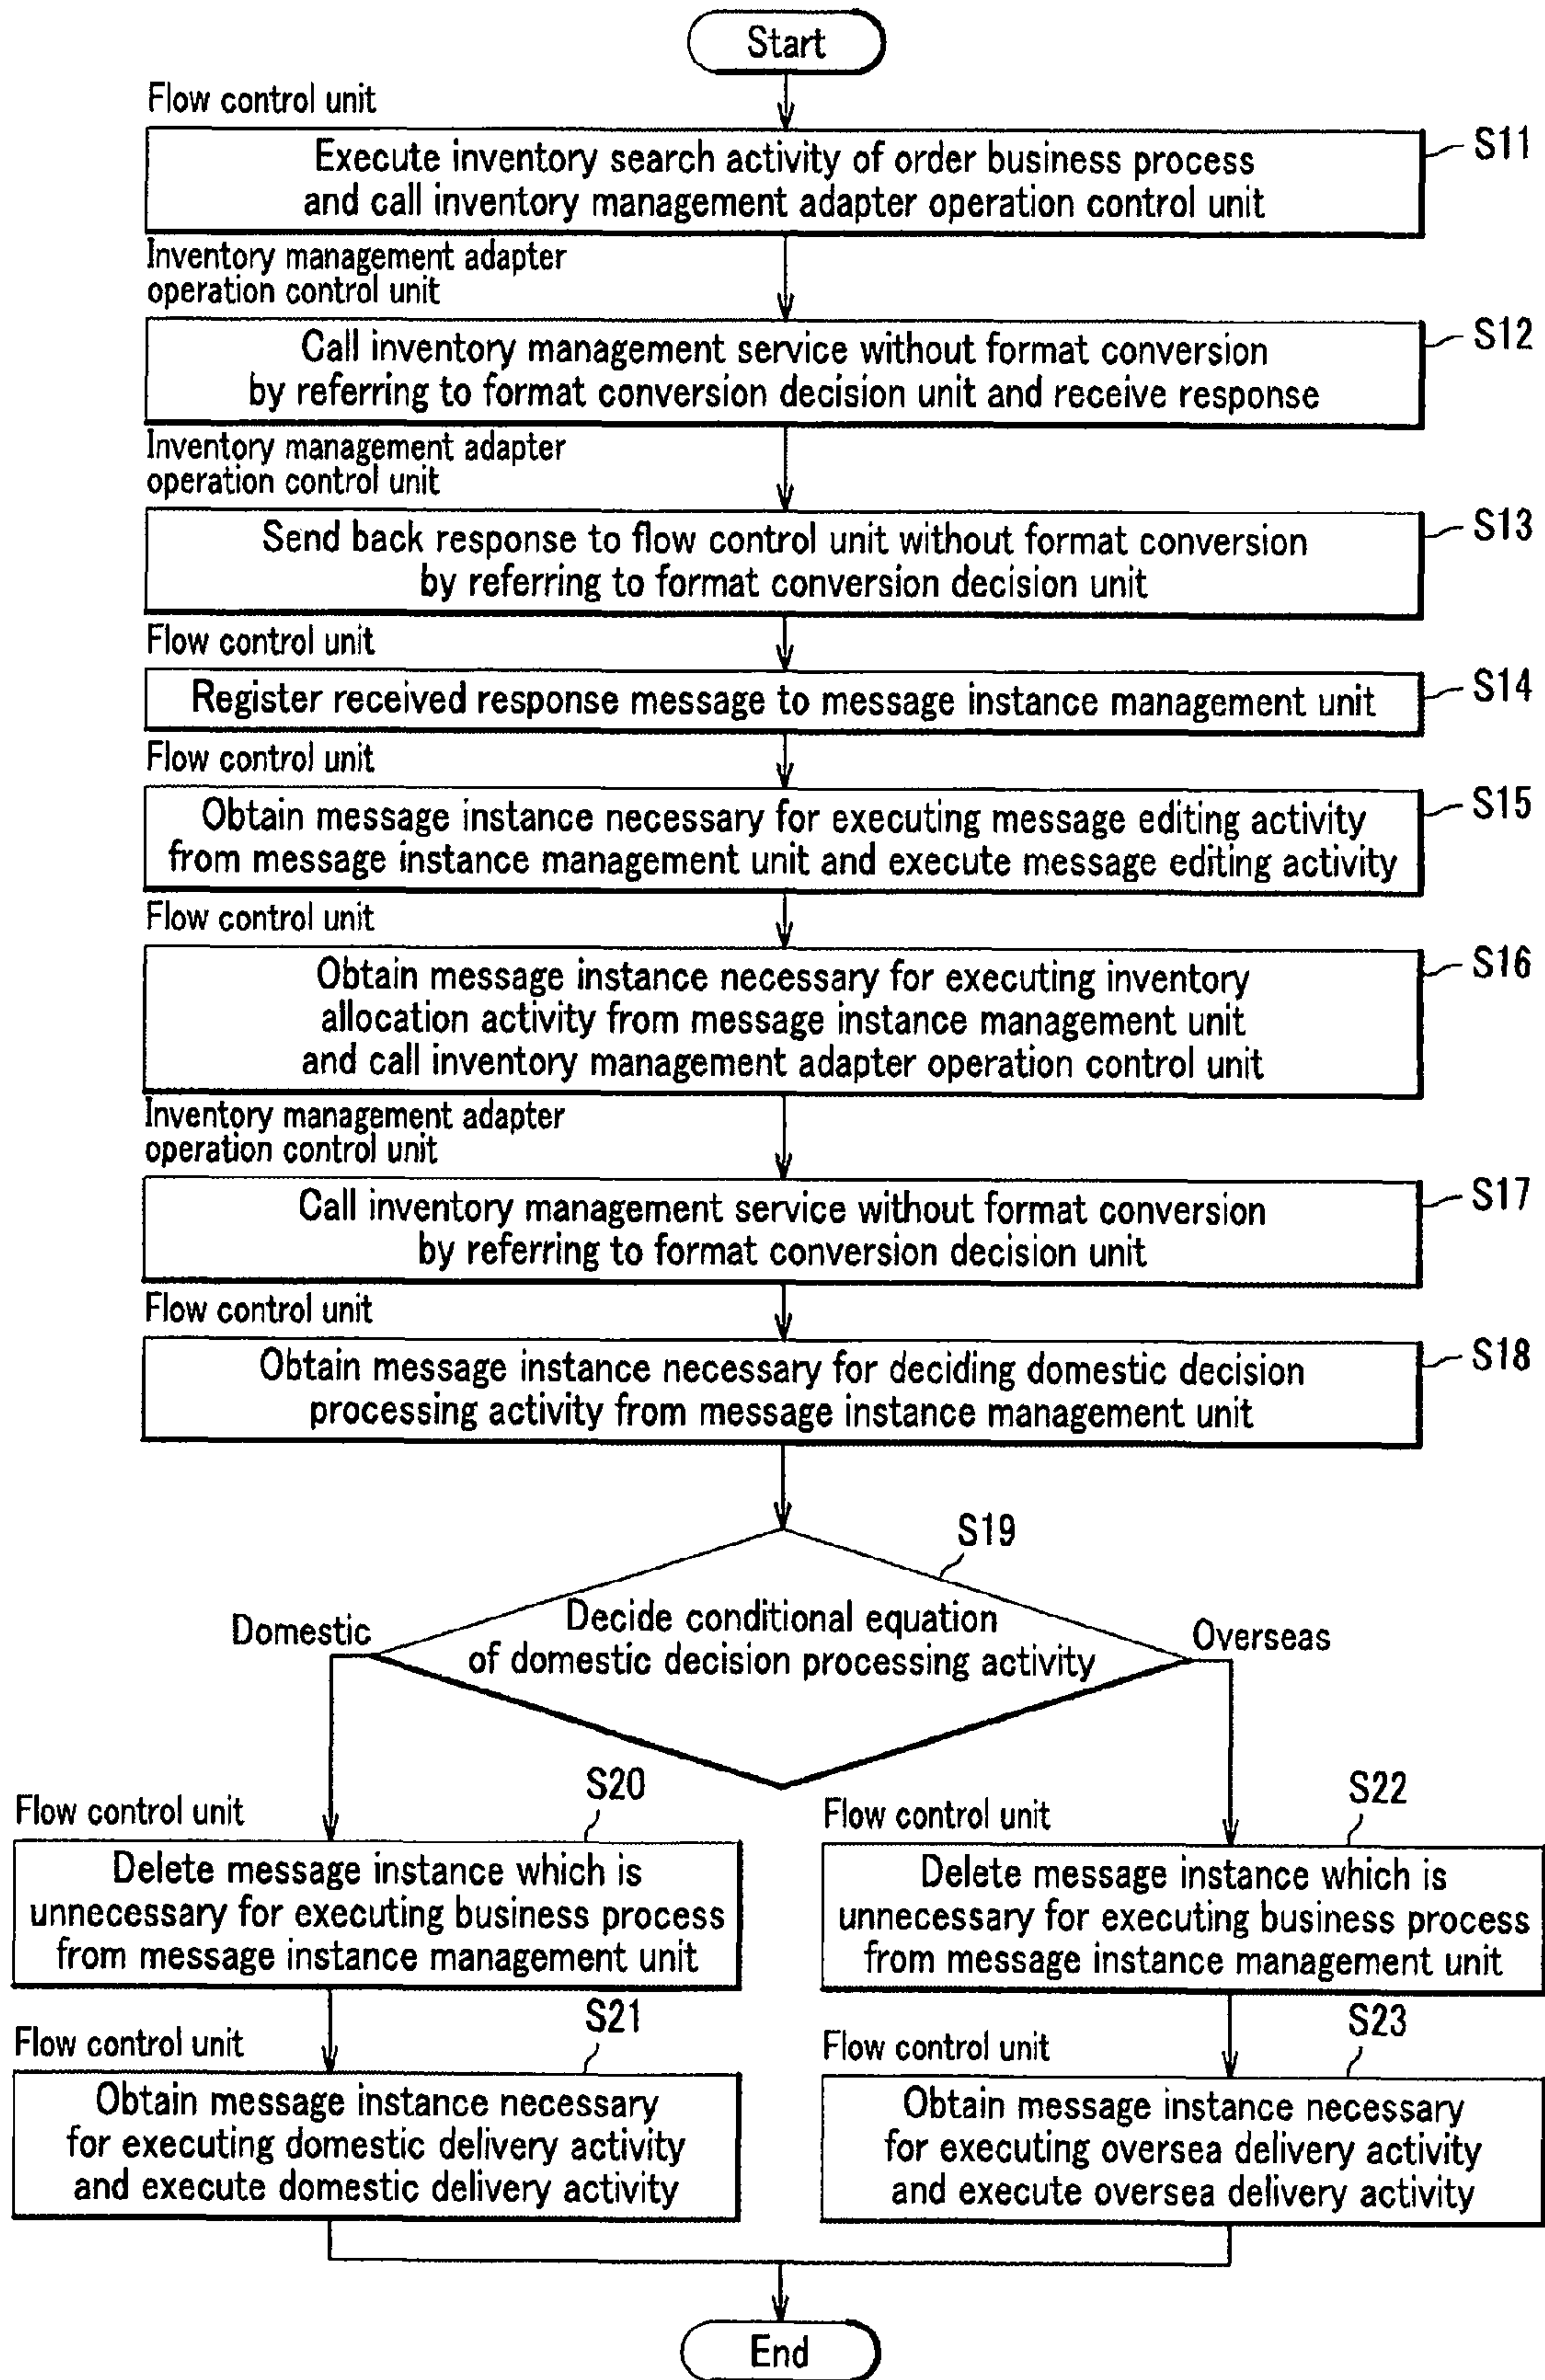 Start
Flow control unit
S11
Execute inventory search activity of order business process
and call inventory management adapter operation control unit
Inventory management adapter
operation control unit
S12
Call inventory management service without format conversion
by referring to format conversion decision unit and receive response
Inventory management adapter
operation control unit
S13
Send back response to flow control unit without format conversion
by referring to format conversion decision unit
Flow control unit
S14
Register received response message to message instance management unit
Flow control unit
S15
Obtain message instance necessary for executing message editing activity
from message instance management unit and execute message editing activity
Flow control unit
S16
Obtain message instance necessary for executing inventory
allocation activity from message instance management unit
and call inventory management adapter operation control unit
Inventory management adapter
operation control unit
S17
Call inventory management service without format conversion
by referring to format conversion decision unit
Flow control unit
S18
Obtain message instance necessary for deciding domestic decision
processing activity from message instance management unit
S19
Decide conditional equation
of domestic decision processing activity
Domestic
Overseas
Flow control unit
S20
Delete message instance which is
unnecessary for executing business process
from message instance management unit
Flow control unit
S21
Obtain message instance necessary
for executing domestic delivery activity
and execute domestic delivery activity
Flow control unit
S22
Delete message instance which is
unnecessary for executing business process
from message instance management unit
Flow control unit
S23
Obtain message instance necessary
for executing oversea delivery activity
and execute oversea delivery activity
End